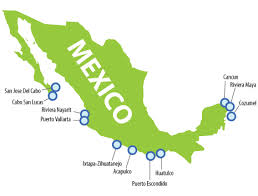 MEXICO
San Jose Del Cabo
Cabo San Lucas
Riviera Nayarit
Puerto Vallarta
Ixtapa-Zihuatanejo
Acapulco
Puerto Escondido
Huatulco
Cancun
Riviera Maya
Cozumel